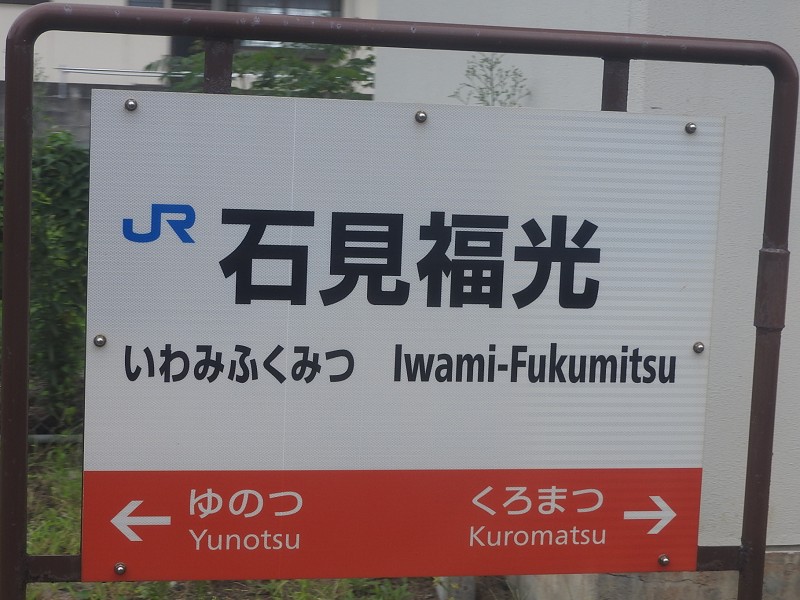 JR 石見福光
いわみふくみつ Iwami-Fukumitsu
← ゆのつ くろまつ →
Yunotsu Kuromatsu